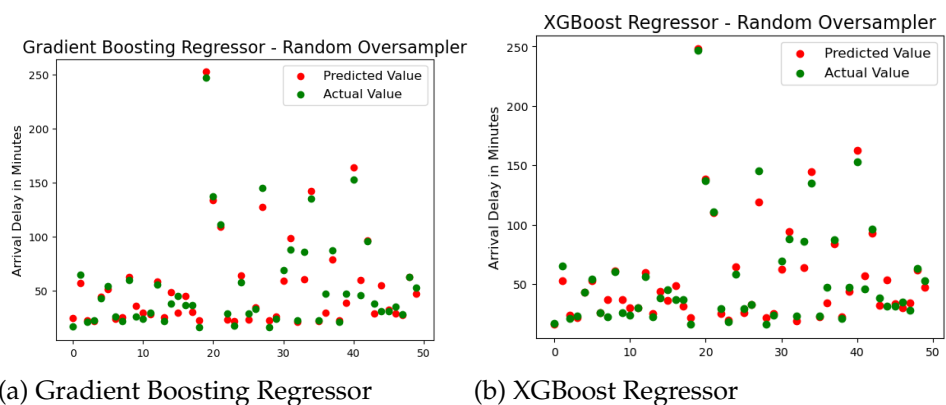 Gradient Boosting Regressor - Random Oversampler
250
200
150
100
50
Arrival Delay in Minutes
Predicted Value
Actual Value
0 10 20 30 40 50
XGBoost Regressor - Random Oversampler
250
200
150
100
50
Arrival Delay in Minutes
Predicted Value
Actual Value
0 10 20 30 40 50
(a) Gradient Boosting Regressor
(b) XGBoost Regressor